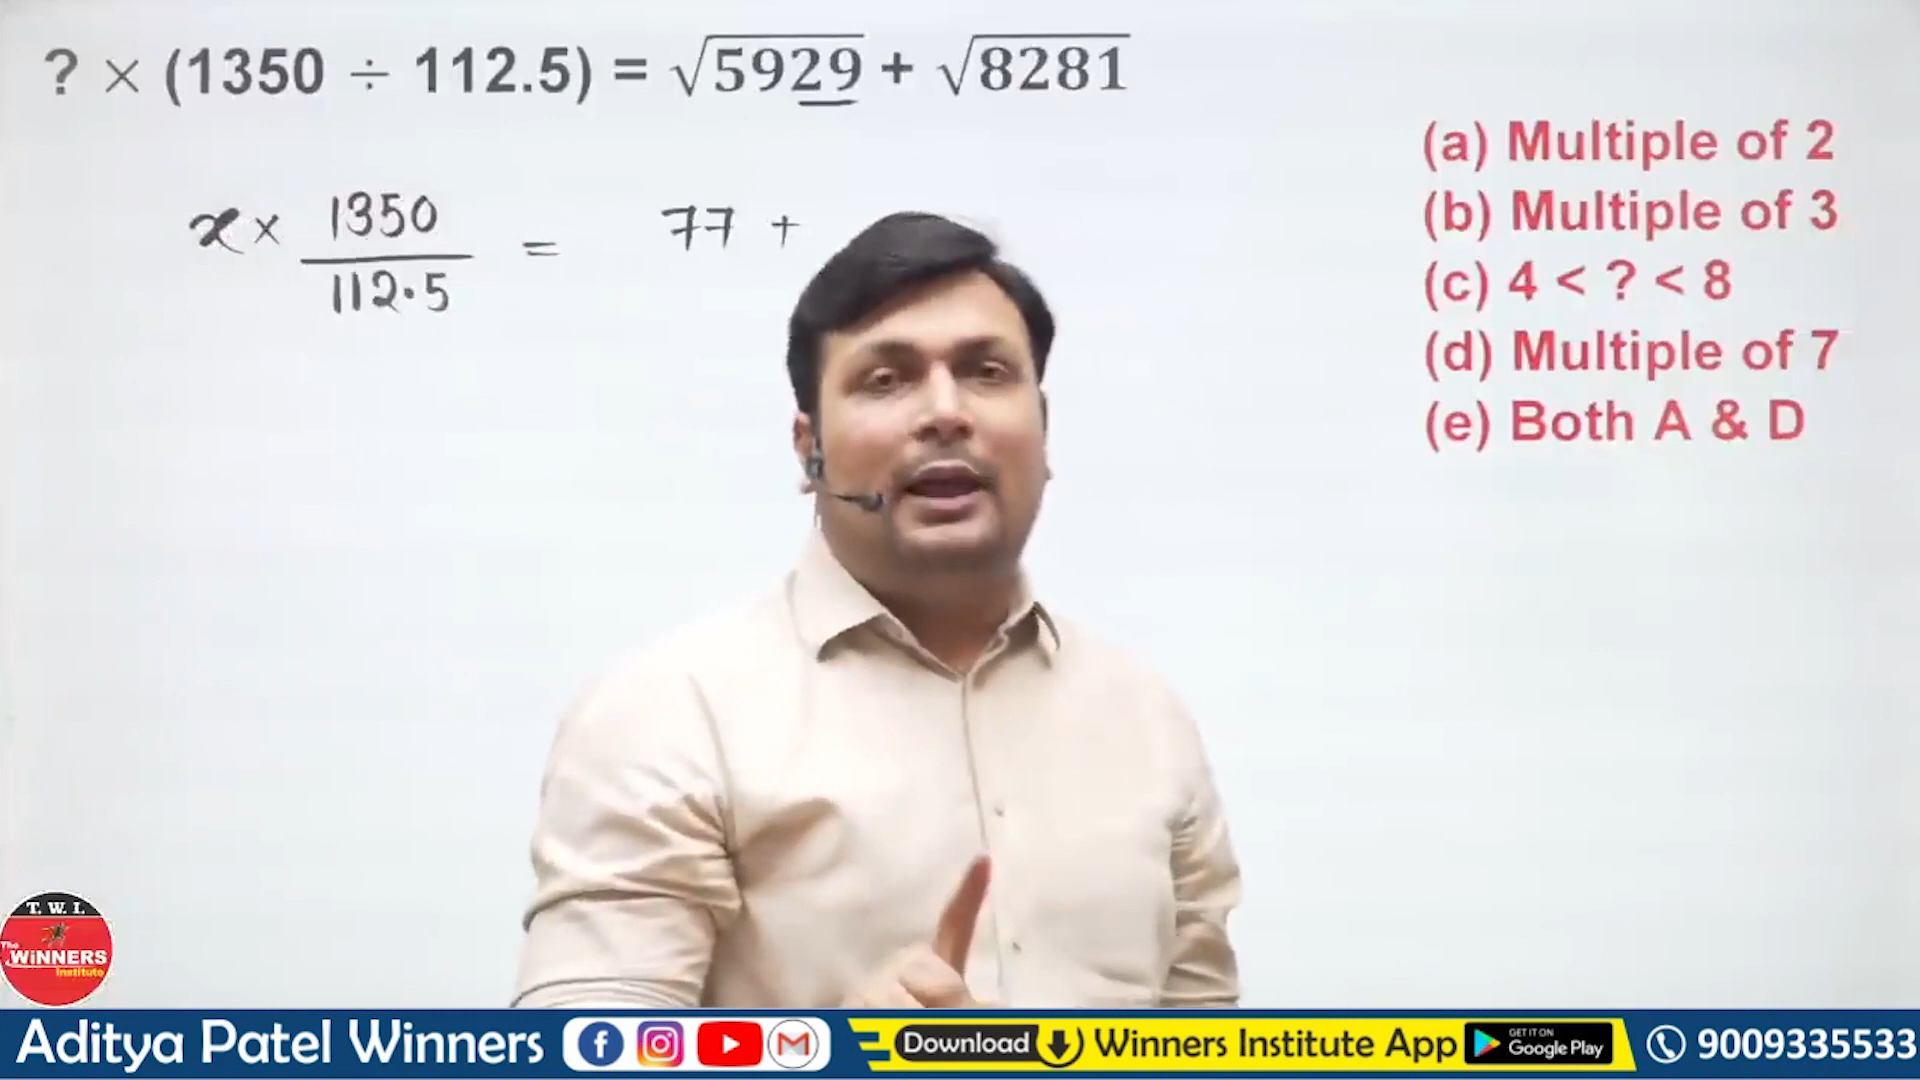 ? × (1350 ÷ 112.5) = √5929 + √8281
(a) Multiple of 2
(b) Multiple of 3
(c) 4 < ? < 8
(d) Multiple of 7
(e) Both A & D
x × 1350 / 112.5 = 77 +
T. W. I.
The
WiNNERS
Institute
Aditya Patel Winners
Download Winners Institute App
GET IT ON
Google Play
9009335533